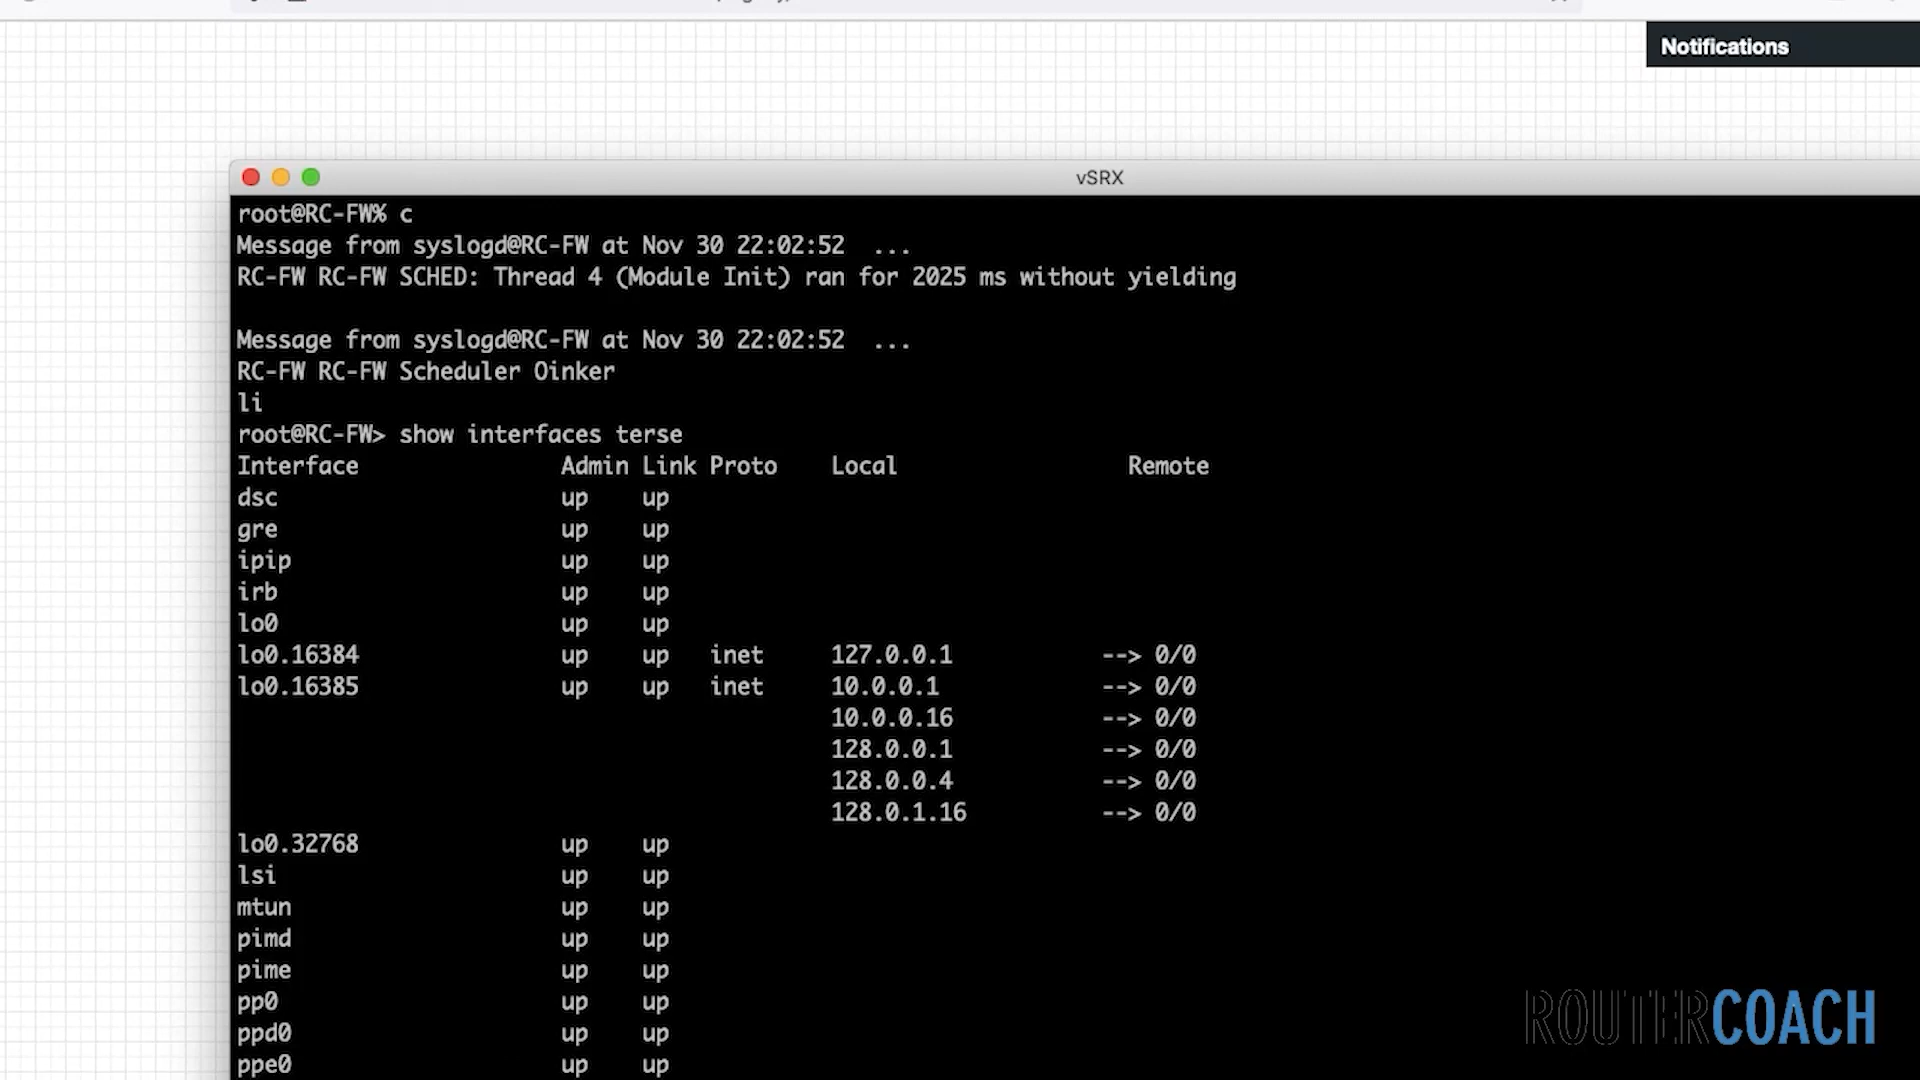 Notifications
vSRX
root@RC-FW% c
Message from syslogd@RC-FW at Nov 30 22:02:52  ...
RC-FW RC-FW SCHED: Thread 4 (Module Init) ran for 2025 ms without yielding
Message from syslogd@RC-FW at Nov 30 22:02:52  ...
RC-FW RC-FW Scheduler Oinker
li
root@RC-FW> show interfaces terse
Interface               Admin Link Proto    Local                 Remote
dsc                     up    up
gre                     up    up
ipip                    up    up
irb                     up    up
lo0                     up    up
lo0.16384               up    up   inet     127.0.0.1           --> 0/0
lo0.16385               up    up   inet     10.0.0.1            --> 0/0
10.0.0.16           --> 0/0
128.0.0.1           --> 0/0
128.0.0.4           --> 0/0
128.0.1.16          --> 0/0
lo0.32768               up    up
lsi                     up    up
mtun                    up    up
pimd                    up    up
pime                    up    up
pp0                     up    up
ppd0                    up    up
ppe0                    up    up
ROUTERCOACH